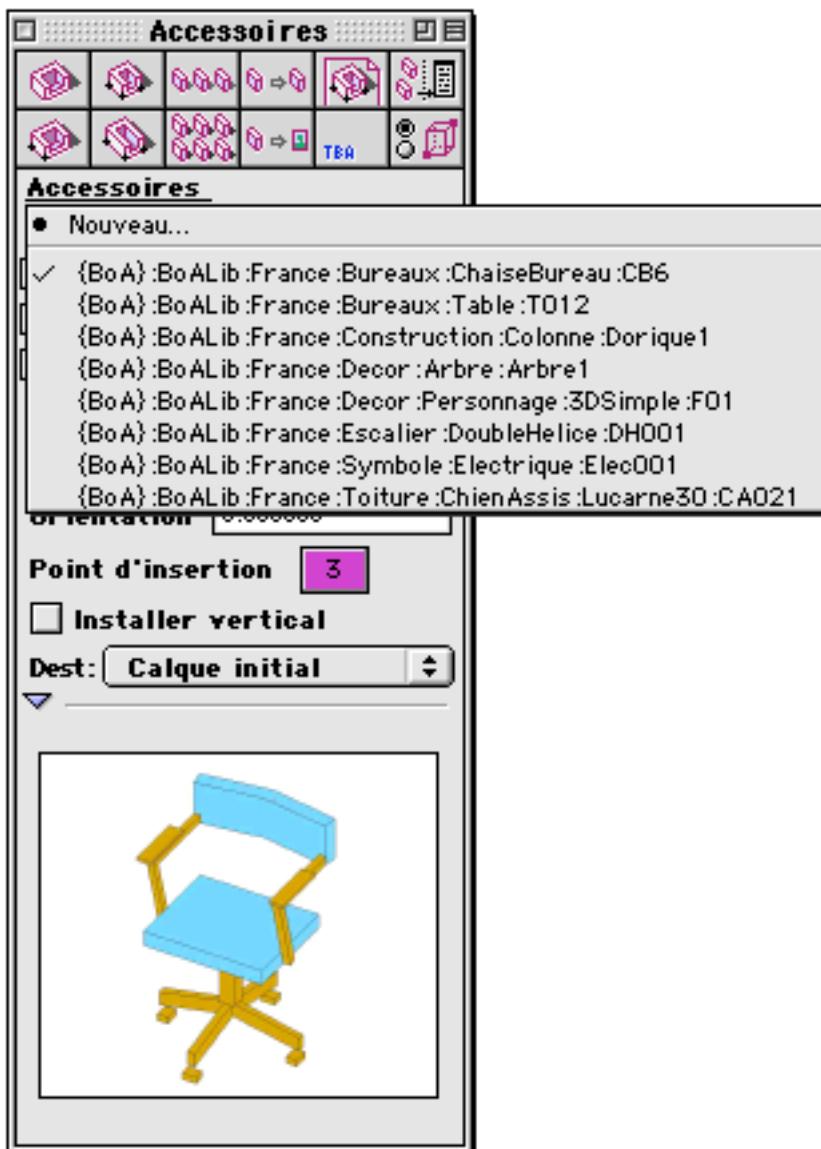 Accessoires
TBA
Accessoires
Nouveau...
{BoA}:BoALib:France:Bureaux:ChaiseBureau:CB6
{BoA}:BoALib:France:Bureaux:Table:T012
{BoA}:BoALib:France:Construction:Colonne:Dorique1
{BoA}:BoALib:France:Decor:Arbre:Arbre1
{BoA}:BoALib:France:Decor:Personnage:3DSimple:F01
{BoA}:BoALib:France:Escalier:DoubleHelice:DH001
{BoA}:BoALib:France:Symbole:Electrique:Elec001
{BoA}:BoALib:France:Toiture:ChienAssis:Lucarne30:CA021
Orientation
Point d'insertion 3
Installer vertical
Dest: Calque initial